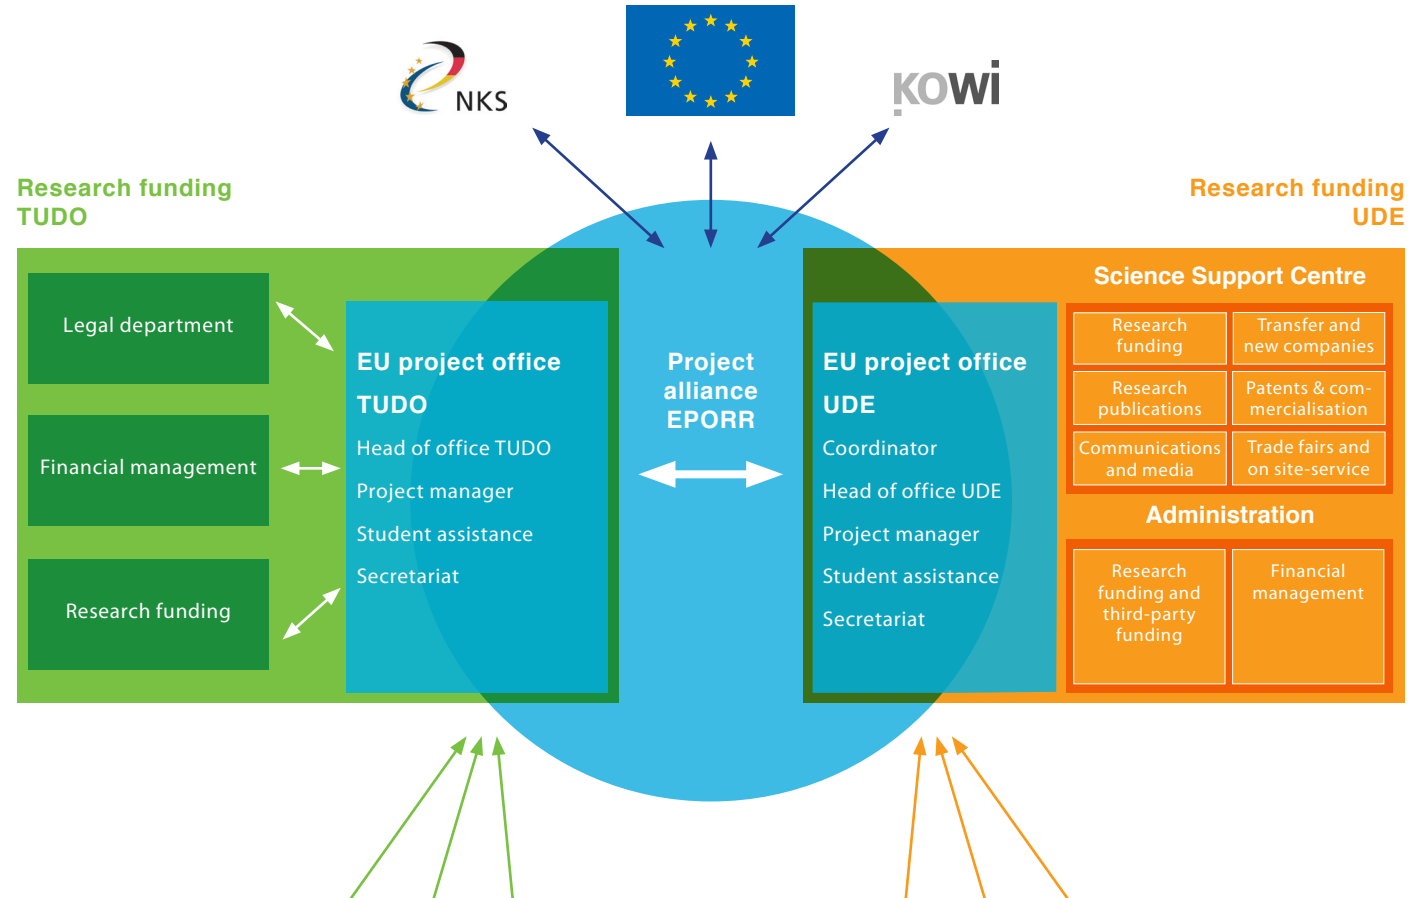 NKS
KOWi
Research funding
TUDO
Research funding
UDE
Legal department
Financial management
Research funding
EU project office
TUDO
Head of office TUDO
Project manager
Student assistance
Secretariat
Project
alliance
EPORR
EU project office
UDE
Coordinator
Head of office UDE
Project manager
Student assistance
Secretariat
Science Support Centre
Research
funding
Transfer and
new companies
Research
publications
Patents & com-
mercialisation
Communications
and media
Trade fairs and
on site-service
Administration
Research
funding and
third-party
funding
Financial
management